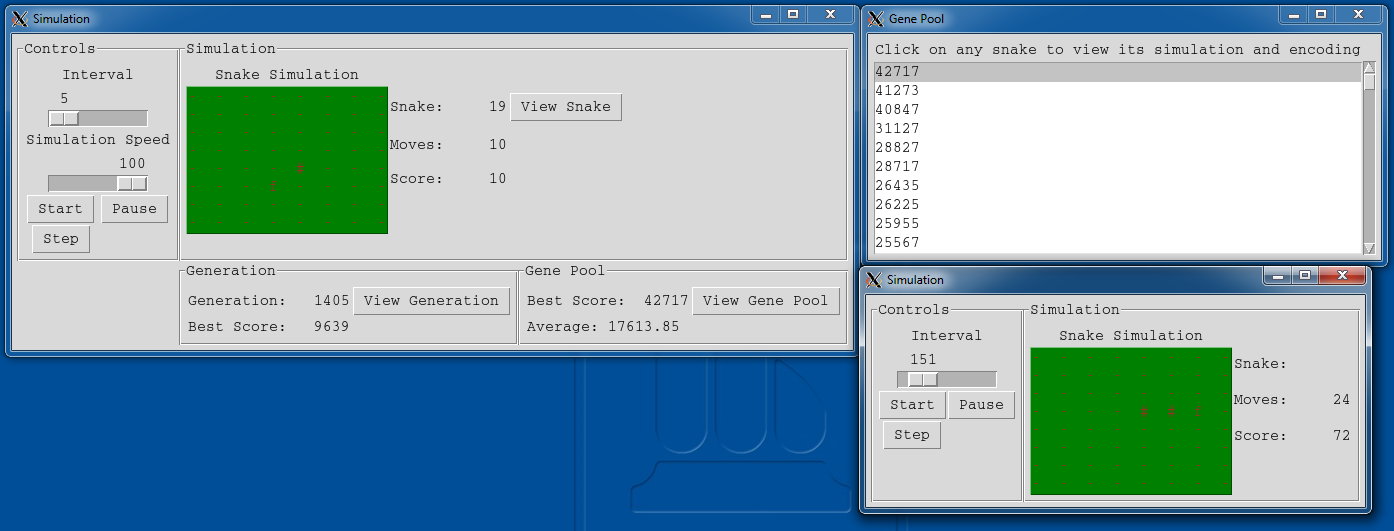 Simulation
Controls
Interval
5
Simulation Speed
100
Start Pause
Step
Simulation
Snake Simulation
Snake: 19 View Snake
Moves: 10
Score: 10
Generation
Generation: 1405 View Generation
Best Score: 9639
Gene Pool
Best Score: 42717 View Gene Pool
Average: 17613.85
Gene Pool
Click on any snake to view its simulation and encoding
42717
41273
40847
31127
28827
28717
26435
26225
25955
25567
Simulation
Controls
Interval
151
Start Pause
Step
Simulation
Snake Simulation
Snake:
Moves: 24
Score: 72